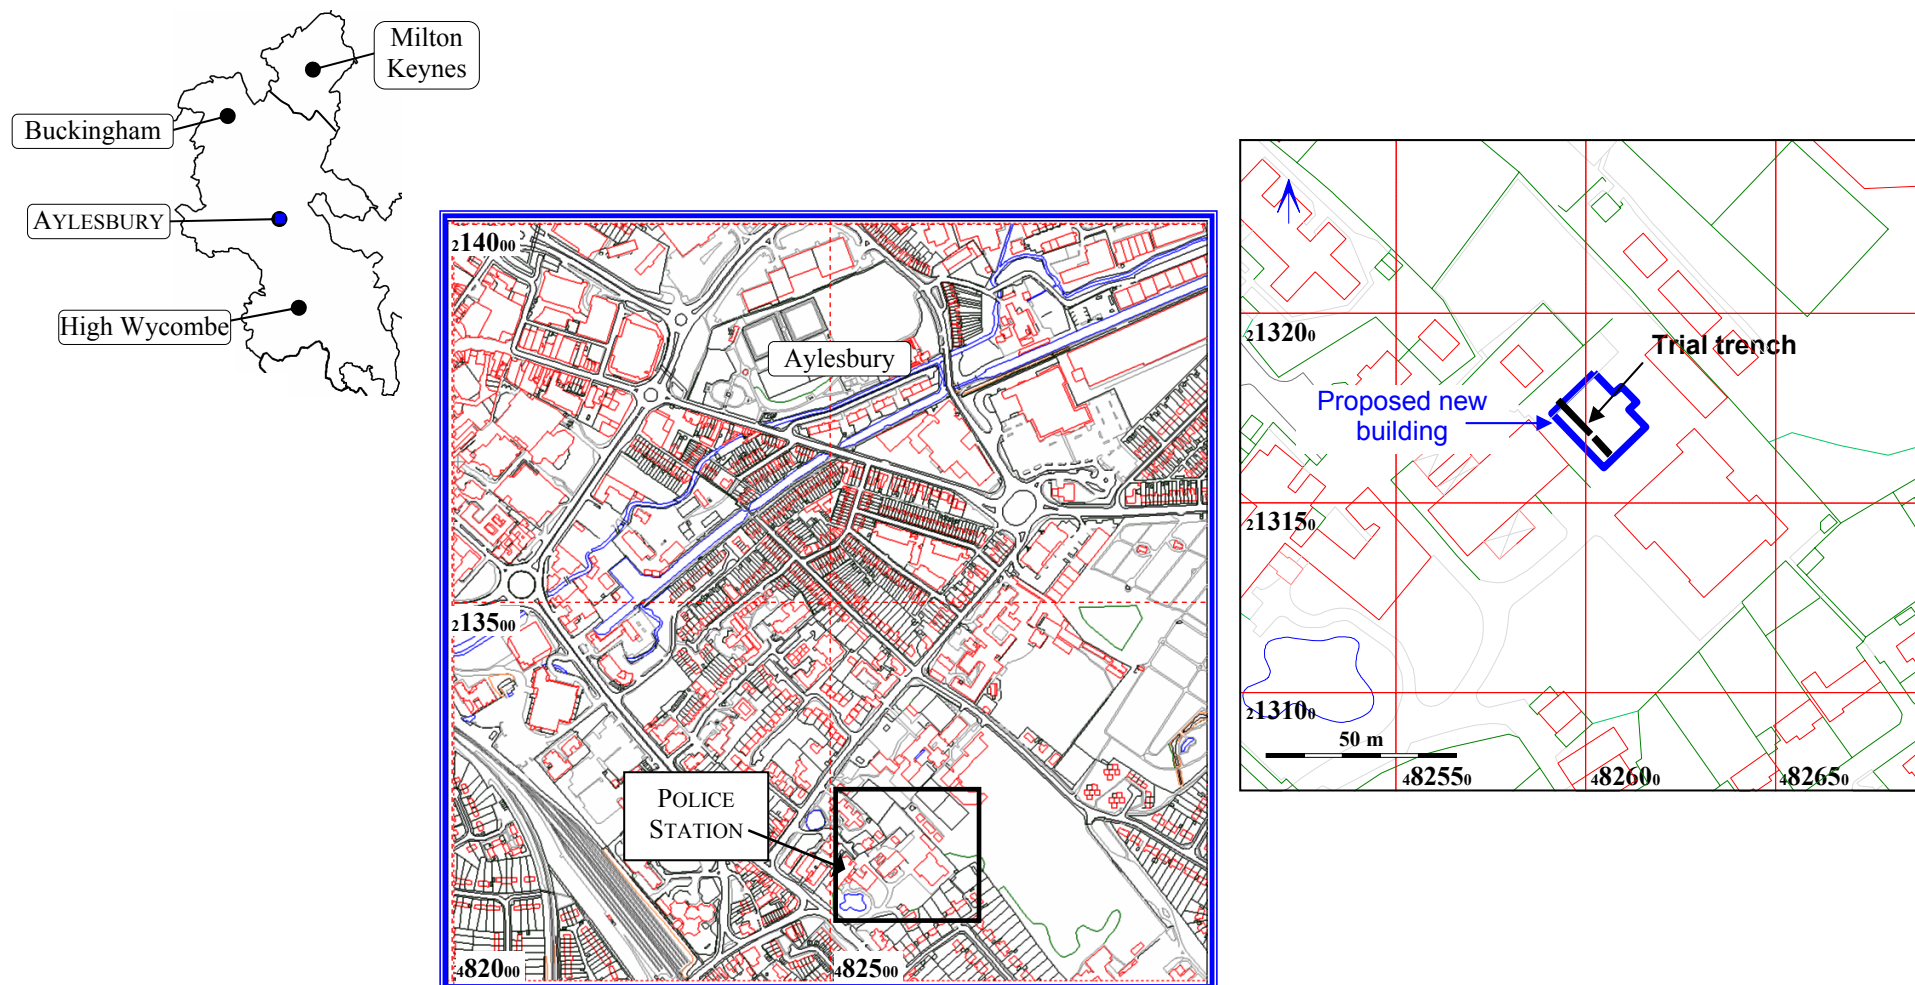 Milton
Keynes
Buckingham
AYLESBURY
High Wycombe
214000
Aylesbury
213500
POLICE
STATION
482000
482500
213200
Trial trench
Proposed new
building
213150
213100
50 m
482550
482600
482650